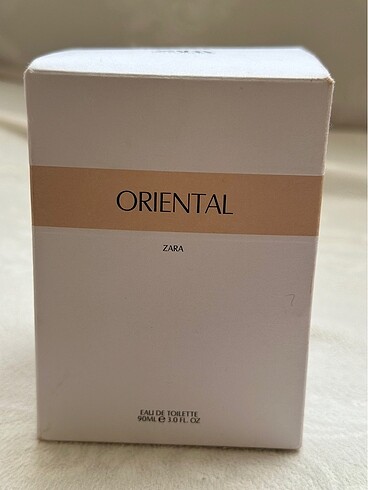 ORIENTAL
ZARA
EAU DE TOILETTE
90ML ℮ 3.0 FL. OZ